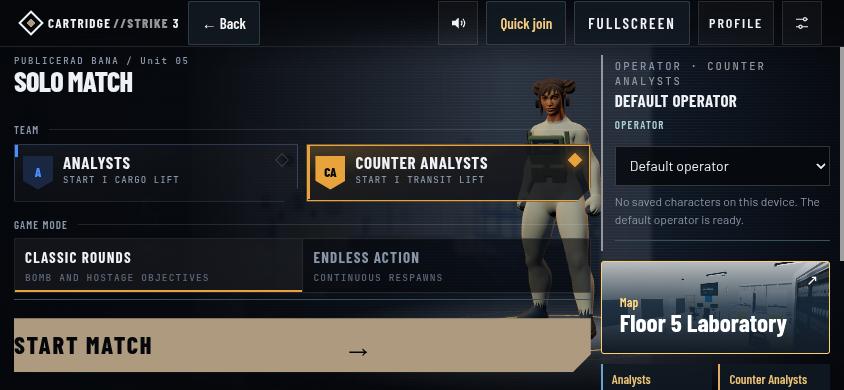 CARTRIDGE//STRIKE 3
← Back
Quick join
FULLSCREEN
PROFILE
PUBLICERAD BANA / Unit 05
SOLO MATCH
TEAM
A
ANALYSTS
START I CARGO LIFT
CA
COUNTER ANALYSTS
START I TRANSIT LIFT
GAME MODE
CLASSIC ROUNDS
BOMB AND HOSTAGE OBJECTIVES
ENDLESS ACTION
CONTINUOUS RESPAWNS
START MATCH →
OPERATOR · COUNTER
ANALYSTS
DEFAULT OPERATOR
OPERATOR
Default operator
No saved characters on this device. The
default operator is ready.
Map
↗
Floor 5 Laboratory
Analysts
Counter Analysts